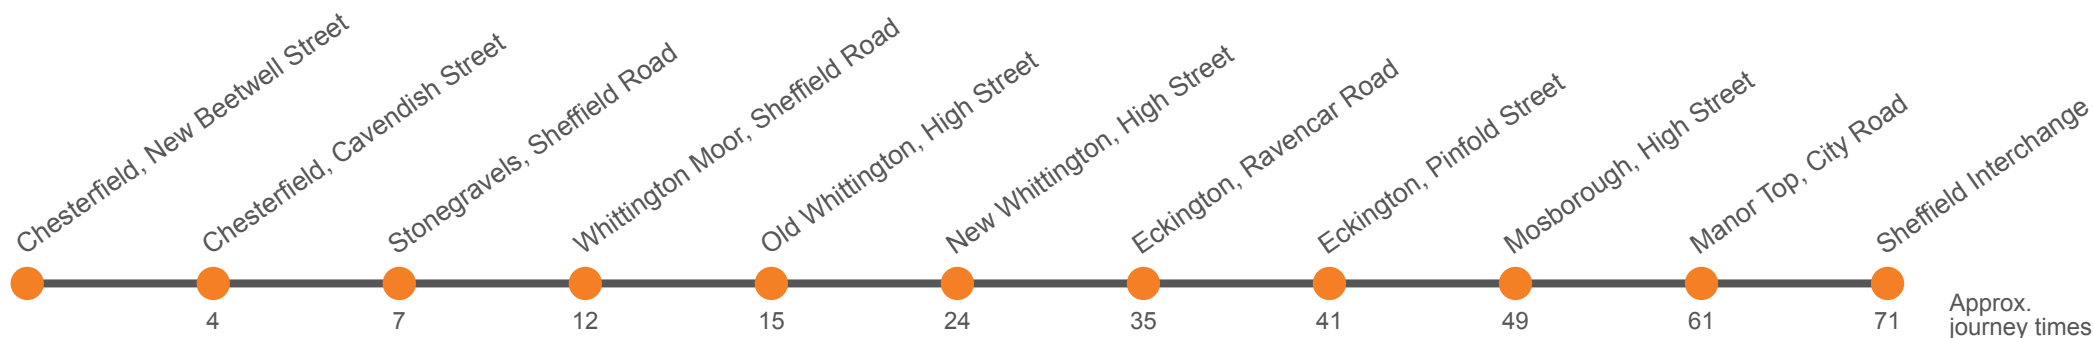 Chesterfield, New Beetwell Street
Chesterfield, Cavendish Street
Stonegravels, Sheffield Road
Whittington Moor, Sheffield Road
Old Whittington, High Street
New Whittington, High Street
Eckington, Ravencar Road
Eckington, Pinfold Street
Mosborough, High Street
Manor Top, City Road
Sheffield Interchange
4
7
12
15
24
35
41
49
61
71
Approx.
journey times